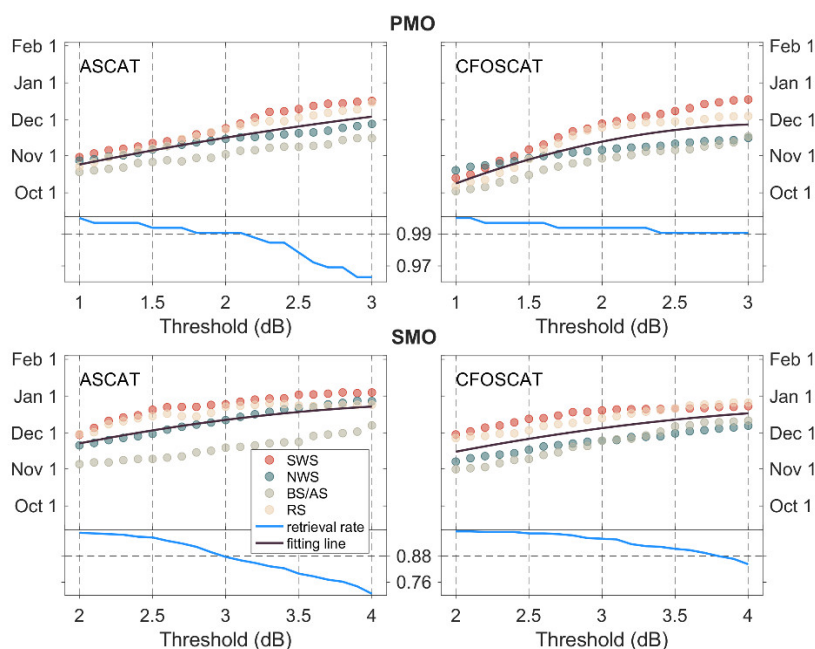 PMO
Feb 1
Jan 1
Dec 1
Nov 1
Oct 1
ASCAT
CFOSCAT
Feb 1
Jan 1
Dec 1
Nov 1
Oct 1
0.99
0.97
1 1.5 2 2.5 3
1 1.5 2 2.5 3
Threshold (dB)
Threshold (dB)
SMO
Feb 1
Jan 1
Dec 1
Nov 1
Oct 1
ASCAT
CFOSCAT
Feb 1
Jan 1
Dec 1
Nov 1
Oct 1
SWS
NWS
BS/AS
RS
retrieval rate
fitting line
0.88
0.76
2 2.5 3 3.5 4
2 2.5 3 3.5 4
Threshold (dB)
Threshold (dB)